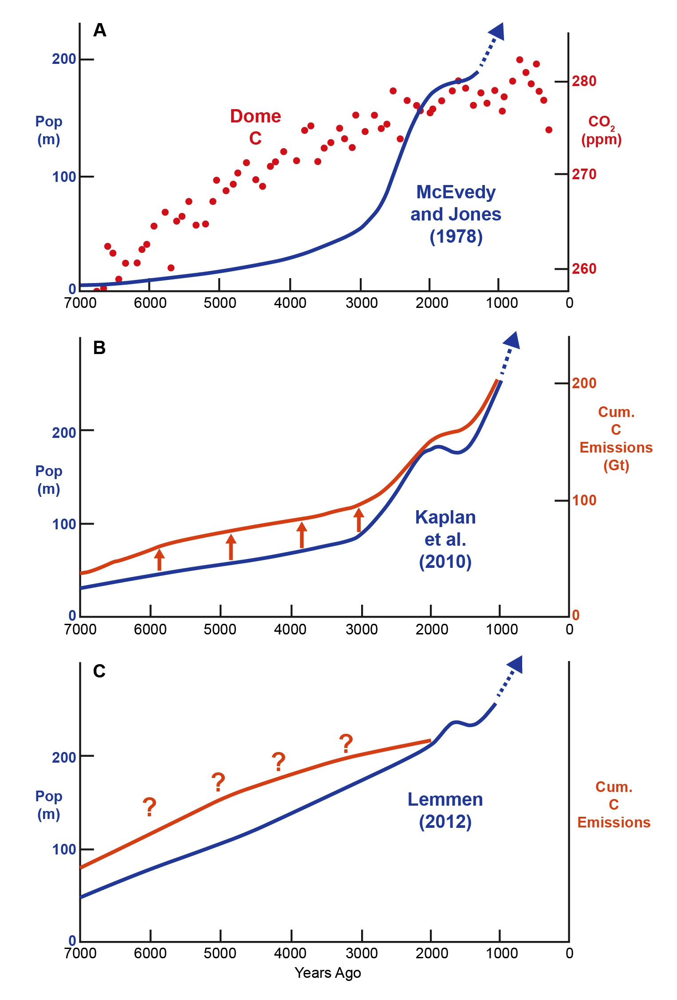 A
200
Pop
(m)
100
0
Dome
C
McEvedy
and Jones
(1978)
280
CO₂
(ppm)
270
260
7000 6000 5000 4000 3000 2000 1000 0
B
200
Pop
(m)
100
0
Kaplan
et al.
(2010)
200
Cum.
C
Emissions
(Gt)
100
0
7000 6000 5000 4000 3000 2000 1000 0
C
200
Pop
(m)
100
0
? ? ? ?
Lemmen
(2012)
Cum.
C
Emissions
7000 6000 5000 4000 3000 2000 1000 0
Years Ago